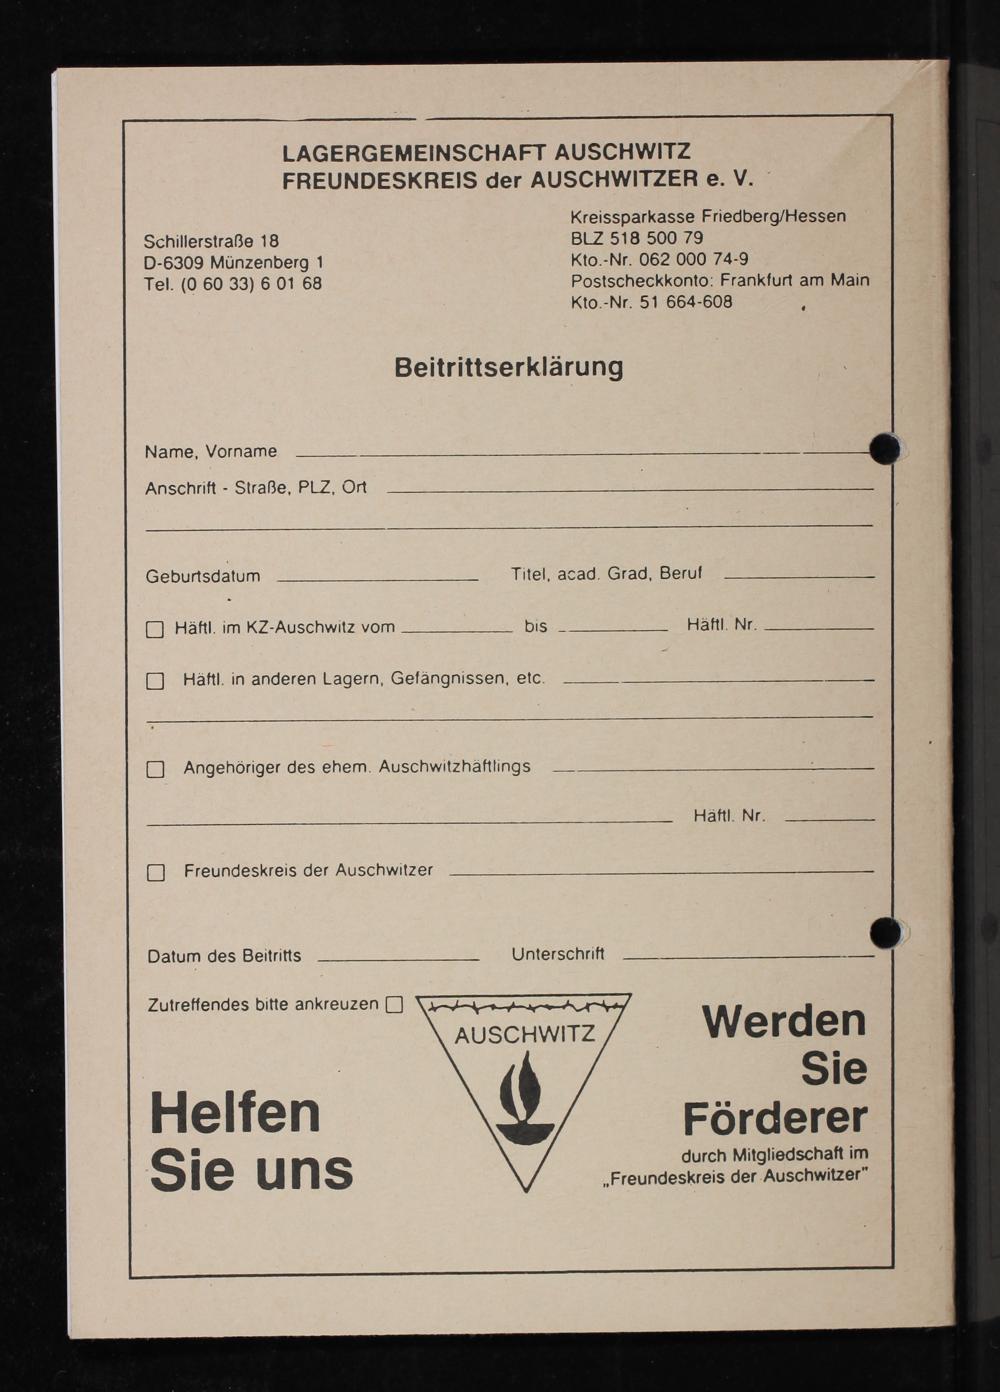 LAGERGEMEINSCHAFT AUSCHWITZ
FREUNDESKREIS der AUSCHWITZER e. V.
Schillerstraße 18
D-6309 Münzenberg 1
Tel. (0 60 33) 6 01 68
Kreissparkasse Friedberg/Hessen
BLZ 518 500 79
Kto.-Nr. 062 000 74-9
Postscheckkonto: Frankfurt am Main
Kto.-Nr. 51 664-608
Beitrittserklärung
Name, Vorname
Anschrift - Straße, PLZ, Ort
Geburtsdatum Titel, acad. Grad, Beruf
Häftl. im KZ-Auschwitz vom bis Häftl. Nr.
Häftl. in anderen Lagern, Gefängnissen, etc.
Angehöriger des ehem. Auschwitzhäftlings
Häftl. Nr.
Freundeskreis der Auschwitzer
Datum des Beitritts Unterschrift
Zutreffendes bitte ankreuzen
Helfen
Sie uns
AUSCHWITZ
Werden
Sie
Förderer
durch Mitgliedschaft im
„Freundeskreis der Auschwitzer"